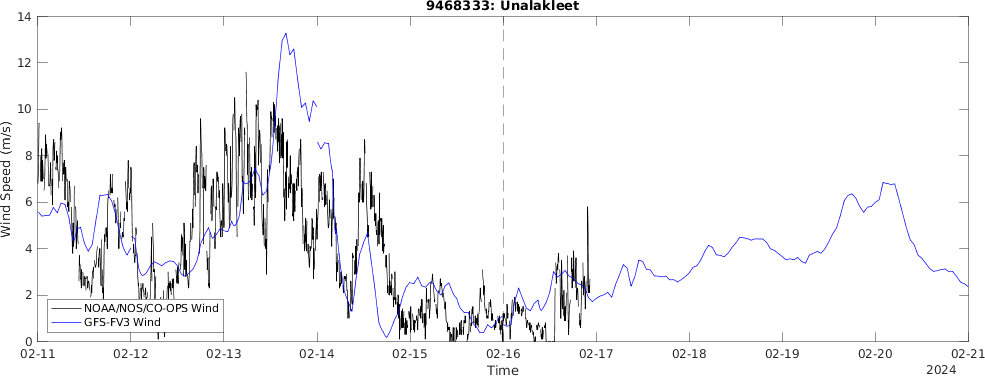 9468333: Unalakleet
14
12
10
8
6
4
2
0
Wind Speed (m/s)
NOAA/NOS/CO-OPS Wind
GFS-FV3 Wind
02-11 02-12 02-13 02-14 02-15 02-16 02-17 02-18 02-19 02-20 02-21
Time
2024